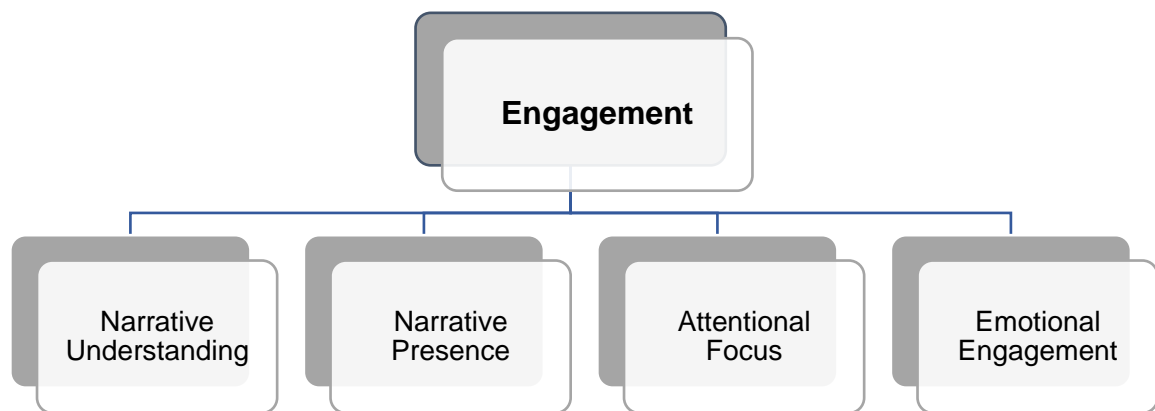 Engagement
Narrative
Understanding
Narrative
Presence
Attentional
Focus
Emotional
Engagement